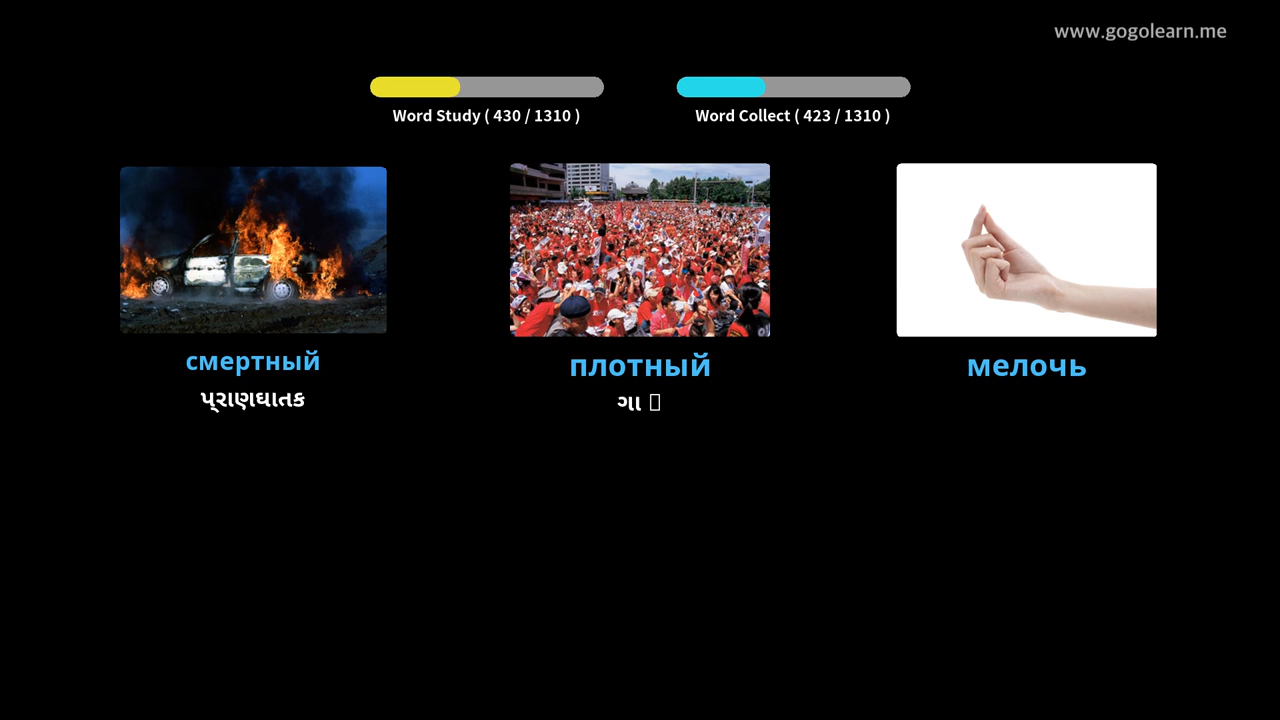 www.gogolearn.me
Word Study ( 430 / 1310 )
Word Collect ( 423 / 1310 )
смертный
плотный
мелочь
પ્રાણઘાતક
ગા